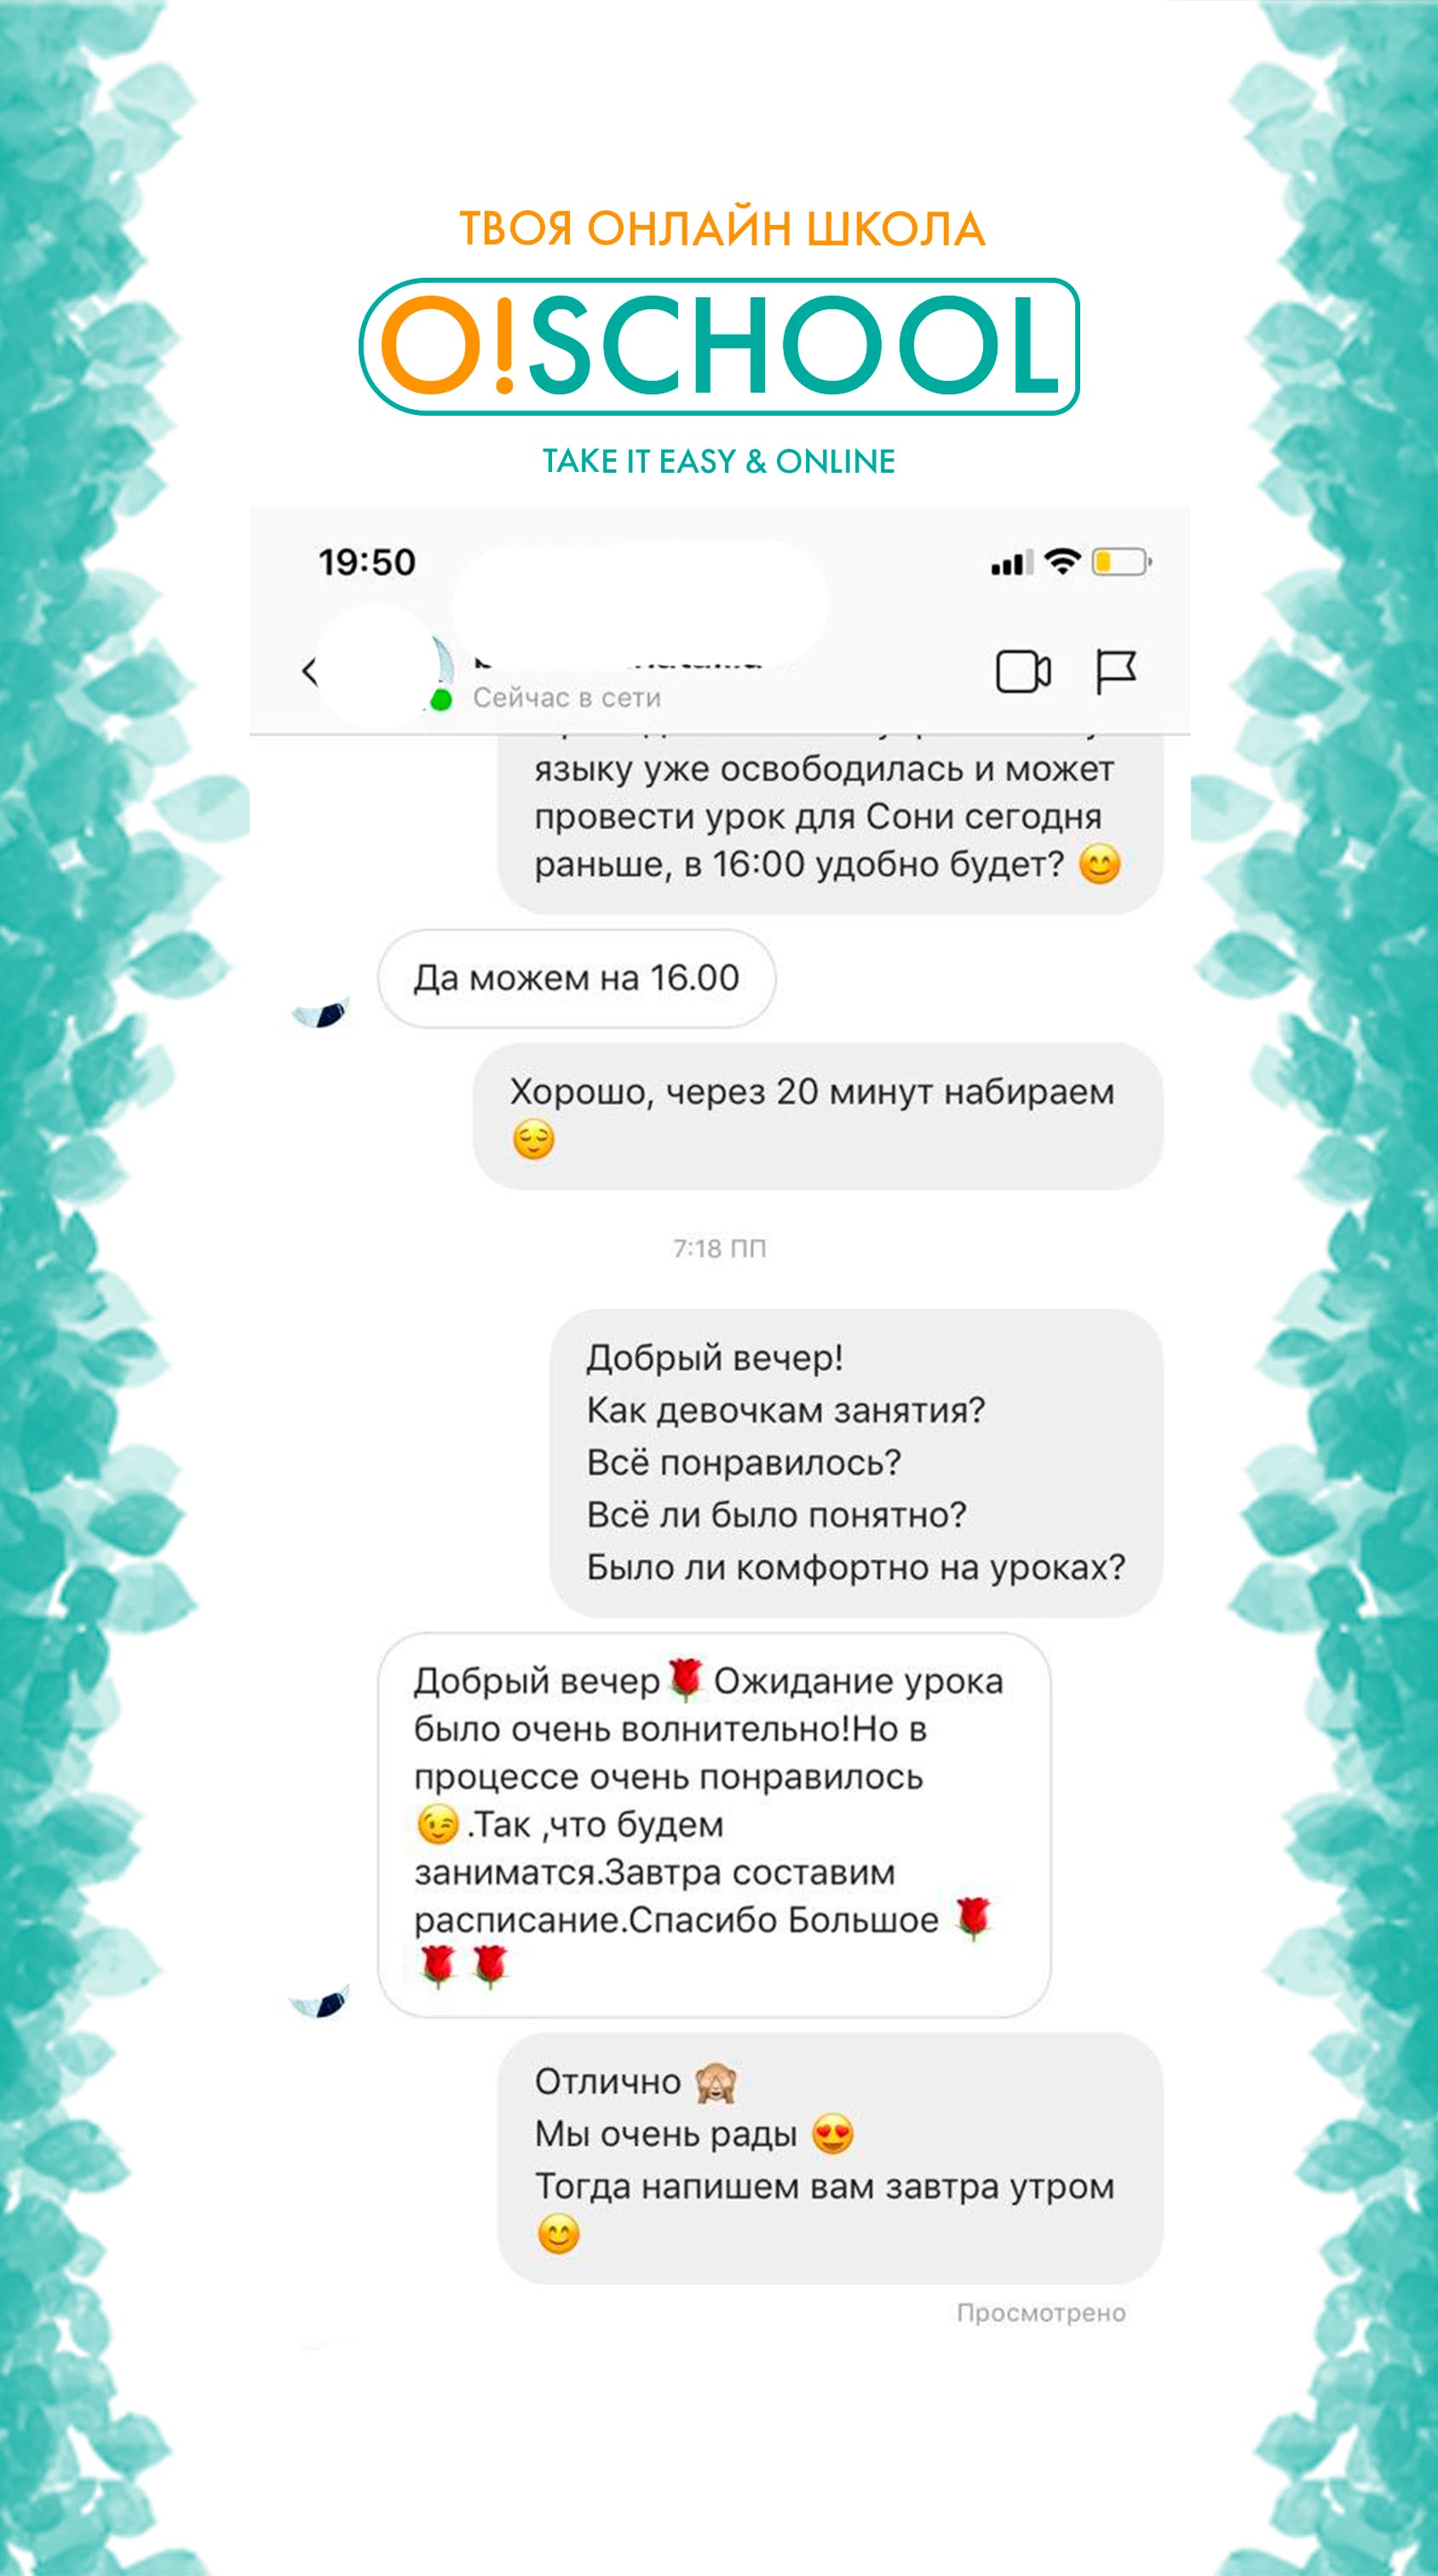 ТВОЯ ОНЛАЙН ШКОЛА
O!SCHOOL
TAKE IT EASY & ONLINE
19:50
Сейчас в сети
языку уже освободилась и может
провести урок для Сони сегодня
раньше, в 16:00 удобно будет? 😊
Да можем на 16.00
Хорошо, через 20 минут набираем
😌
7:18 ПП
Добрый вечер!
Как девочкам занятия?
Всё понравилось?
Всё ли было понятно?
Было ли комфортно на уроках?
Добрый вечер🌹 Ожидание урока
было очень волнительно!Но в
процессе очень понравилось
😉.Так ,что будем
заниматся.Завтра составим
расписание.Спасибо Большое 🌹
🌹🌹
Отлично 🙈
Мы очень рады 😍
Тогда напишем вам завтра утром
😊
Просмотрено